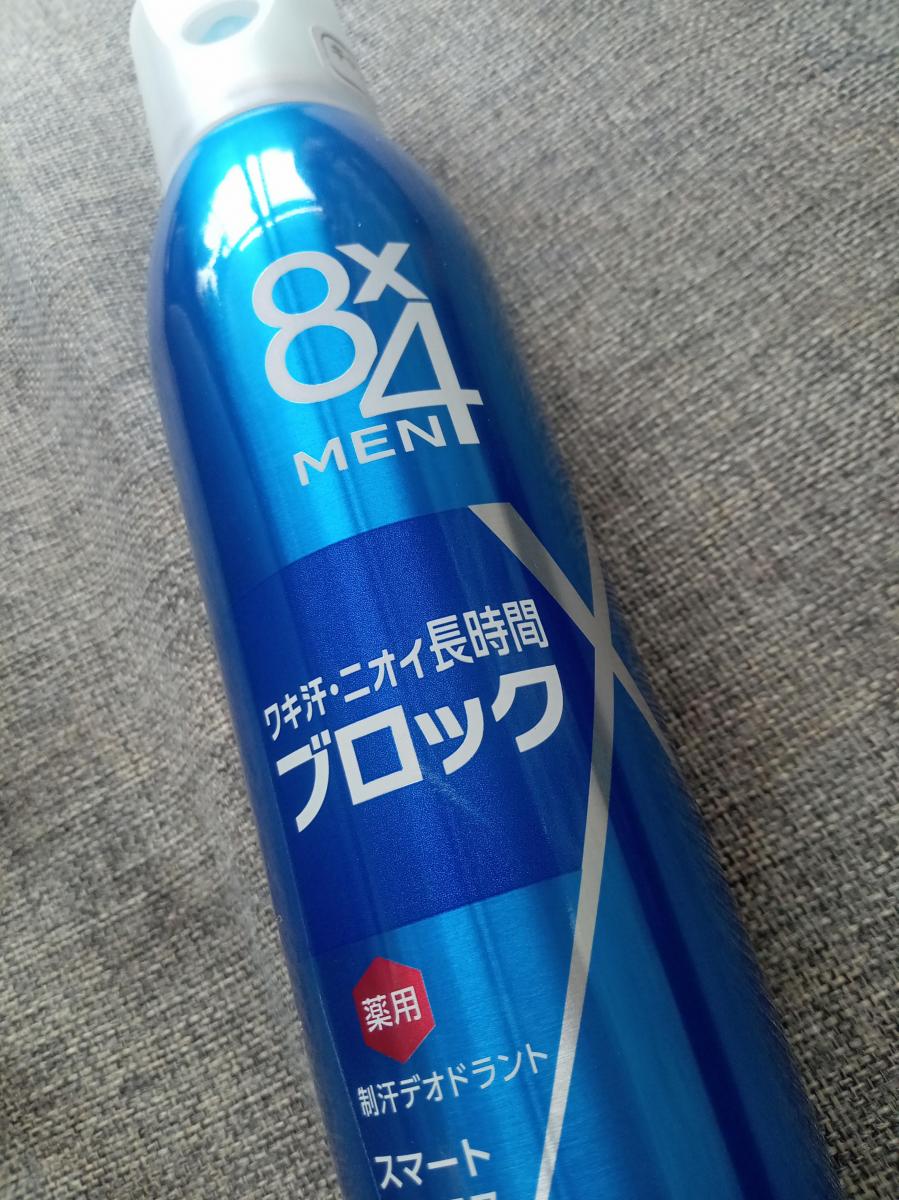 8x4
MEN
ワキ汗・ニオイ長時間
ブロック
薬用
制汗デオドラント
スマート